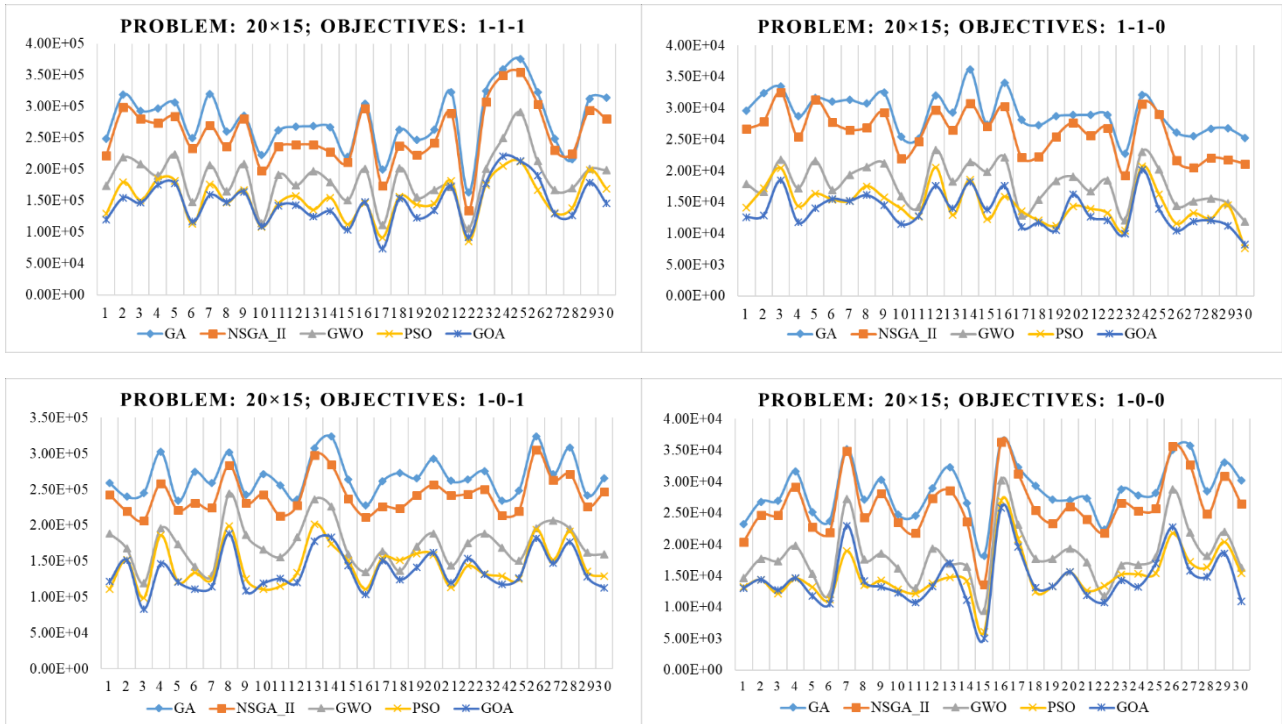 PROBLEM: 20×15; OBJECTIVES: 1-1-1
4.00E+05
3.50E+05
3.00E+05
2.50E+05
2.00E+05
1.50E+05
1.00E+05
5.00E+04
0.00E+00
1 2 3 4 5 6 7 8 9 10 11 12 13 14 15 16 17 18 19 20 21 22 23 24 25 26 27 28 29 30
GA NSGA_II GWO PSO GOA
PROBLEM: 20×15; OBJECTIVES: 1-1-0
4.00E+04
3.50E+04
3.00E+04
2.50E+04
2.00E+04
1.50E+04
1.00E+04
5.00E+03
0.00E+00
1 2 3 4 5 6 7 8 9 10 11 12 13 14 15 16 17 18 19 20 21 22 23 24 25 26 27 28 29 30
GA NSGA_II GWO PSO GOA
PROBLEM: 20×15; OBJECTIVES: 1-0-1
3.50E+05
3.00E+05
2.50E+05
2.00E+05
1.50E+05
1.00E+05
5.00E+04
0.00E+00
1 2 3 4 5 6 7 8 9 10 11 12 13 14 15 16 17 18 19 20 21 22 23 24 25 26 27 28 29 30
GA NSGA_II GWO PSO GOA
PROBLEM: 20×15; OBJECTIVES: 1-0-0
4.00E+04
3.50E+04
3.00E+04
2.50E+04
2.00E+04
1.50E+04
1.00E+04
5.00E+03
0.00E+00
1 2 3 4 5 6 7 8 9 10 11 12 13 14 15 16 17 18 19 20 21 22 23 24 25 26 27 28 29 30
GA NSGA_II GWO PSO GOA